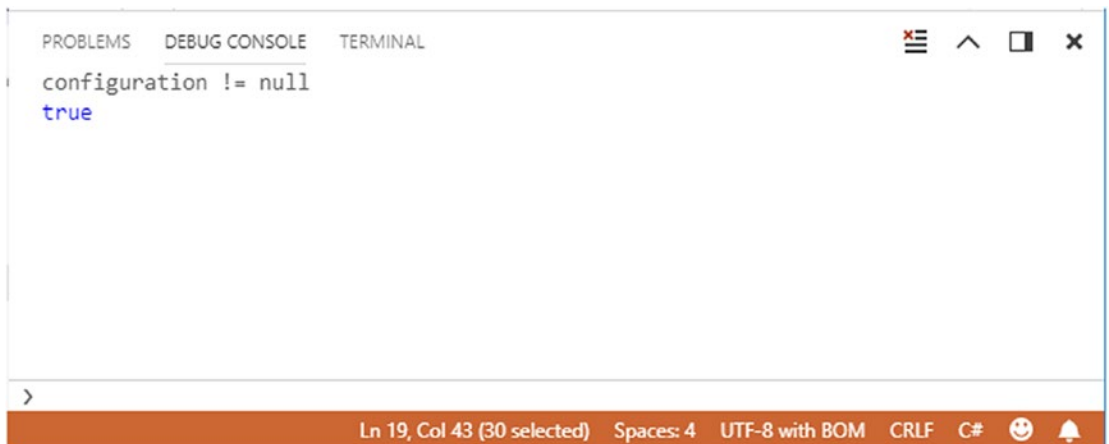 PROBLEMS DEBUG CONSOLE TERMINAL
configuration != null
true
>
Ln 19, Col 43 (30 selected) Spaces: 4 UTF-8 with BOM CRLF C#